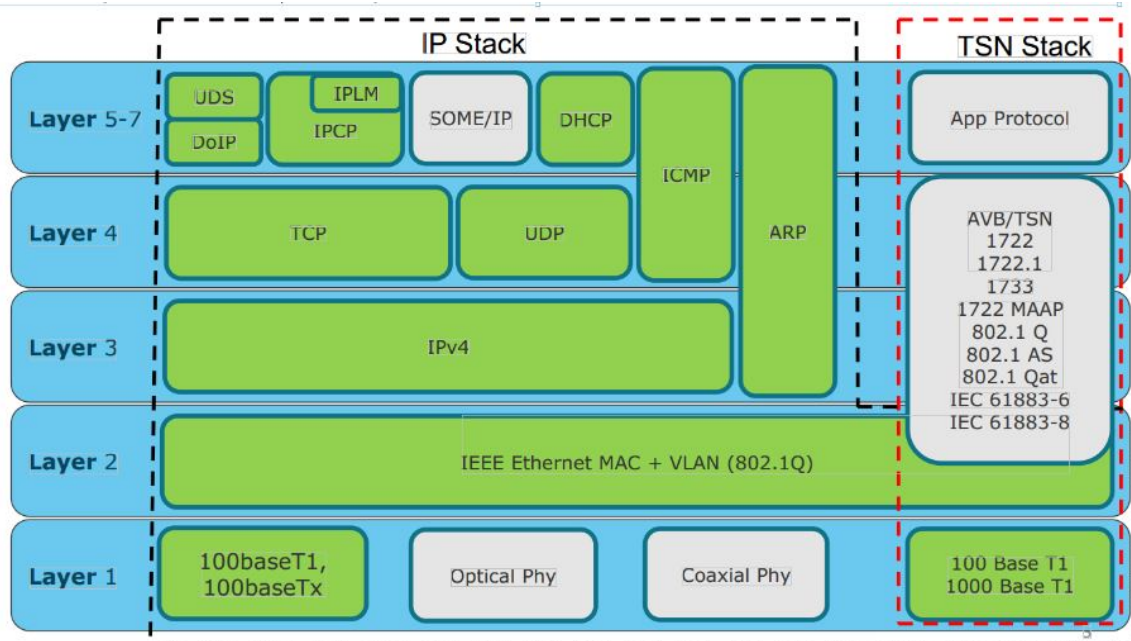 IP Stack
TSN Stack
Layer 5-7
UDS
DoIP
IPLM
IPCP
SOME/IP
DHCP
ICMP
ARP
App Protocol
Layer 4
TCP
UDP
AVB/TSN
1722
1722.1
1733
1722 MAAP
802.1 Q
802.1 AS
802.1 Qat
IEC 61883-6
IEC 61883-8
Layer 3
IPv4
Layer 2
IEEE Ethernet MAC + VLAN (802.1Q)
Layer 1
100baseT1,
100baseTx
Optical Phy
Coaxial Phy
100 Base T1
1000 Base T1